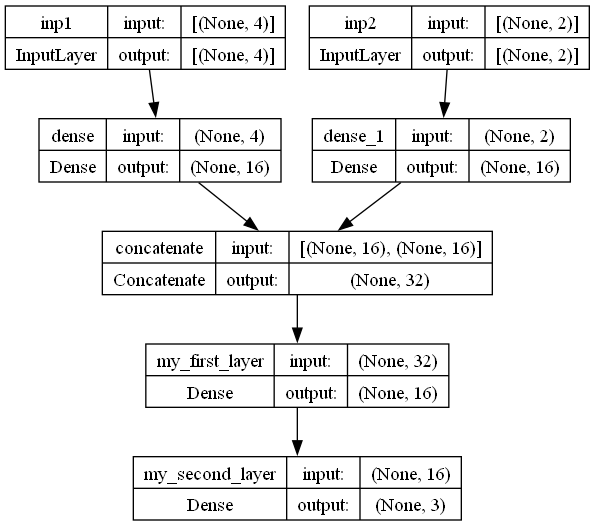 inp1 input: [(None, 4)]
InputLayer output: [(None, 4)]
inp2 input: [(None, 2)]
InputLayer output: [(None, 2)]
dense input: (None, 4)
Dense output: (None, 16)
dense_1 input: (None, 2)
Dense output: (None, 16)
concatenate input: [(None, 16), (None, 16)]
Concatenate output: (None, 32)
my_first_layer input: (None, 32)
Dense output: (None, 16)
my_second_layer input: (None, 16)
Dense output: (None, 3)